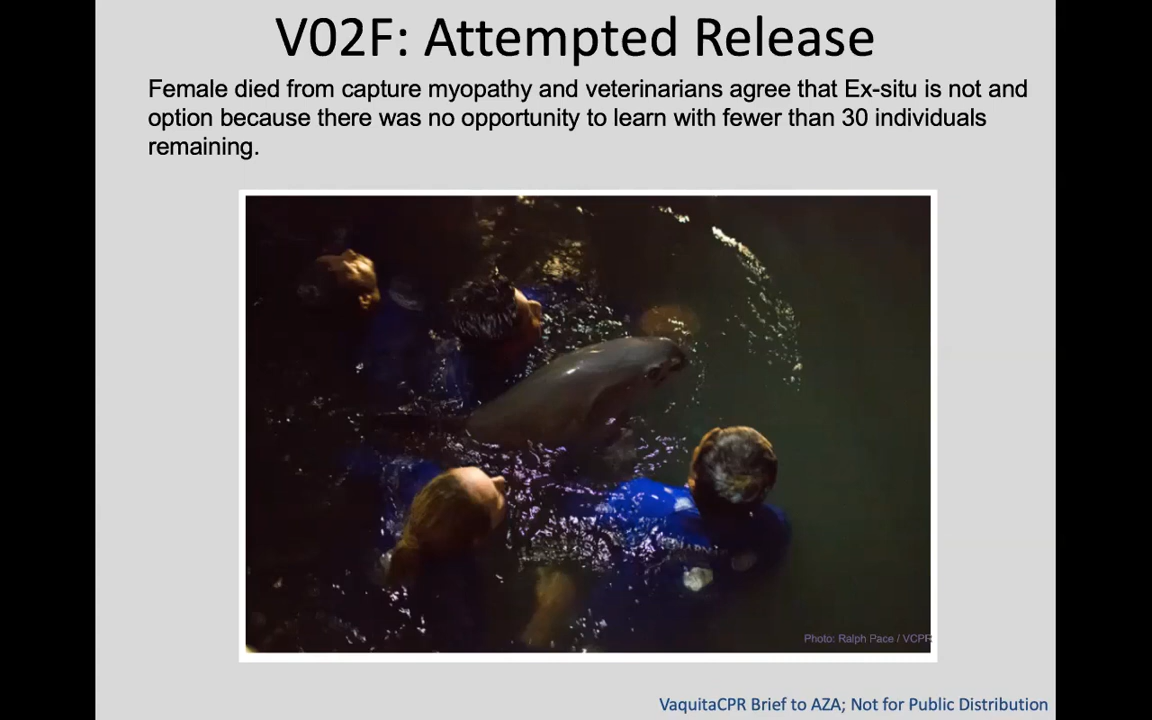 V02F: Attempted Release
Female died from capture myopathy and veterinarians agree that Ex-situ is not and
option because there was no opportunity to learn with fewer than 30 individuals
remaining.
Photo: Ralph Pace / VCPR
VaquitaCPR Brief to AZA; Not for Public Distribution